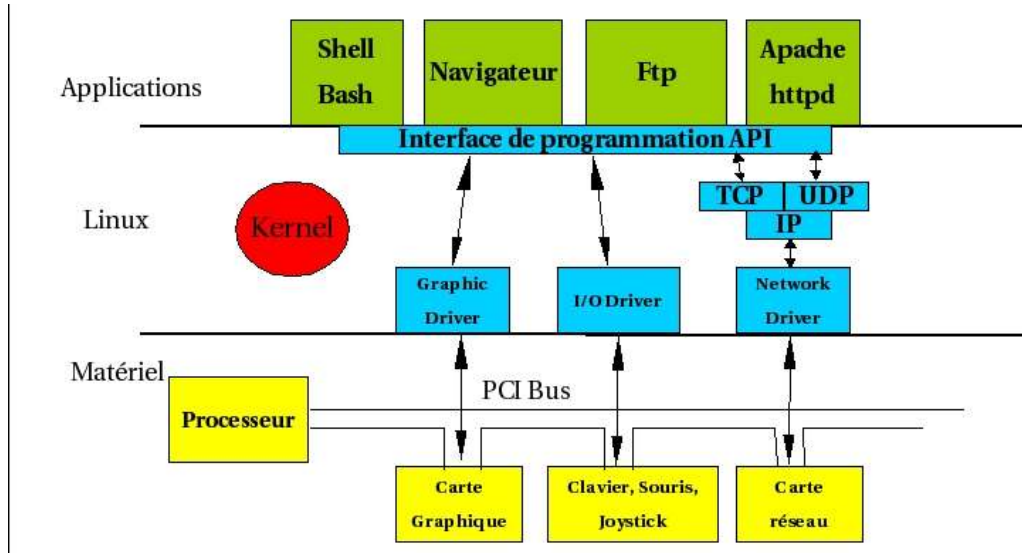 Shell
Bash
Navigateur
Ftp
Apache
httpd
Applications
Interface de programmation API
TCP
UDP
IP
Linux
Kernel
Graphic
Driver
I/O Driver
Network
Driver
Matériel
PCI Bus
Processeur
Carte
Graphique
Clavier, Souris,
Joystick
Carte
réseau